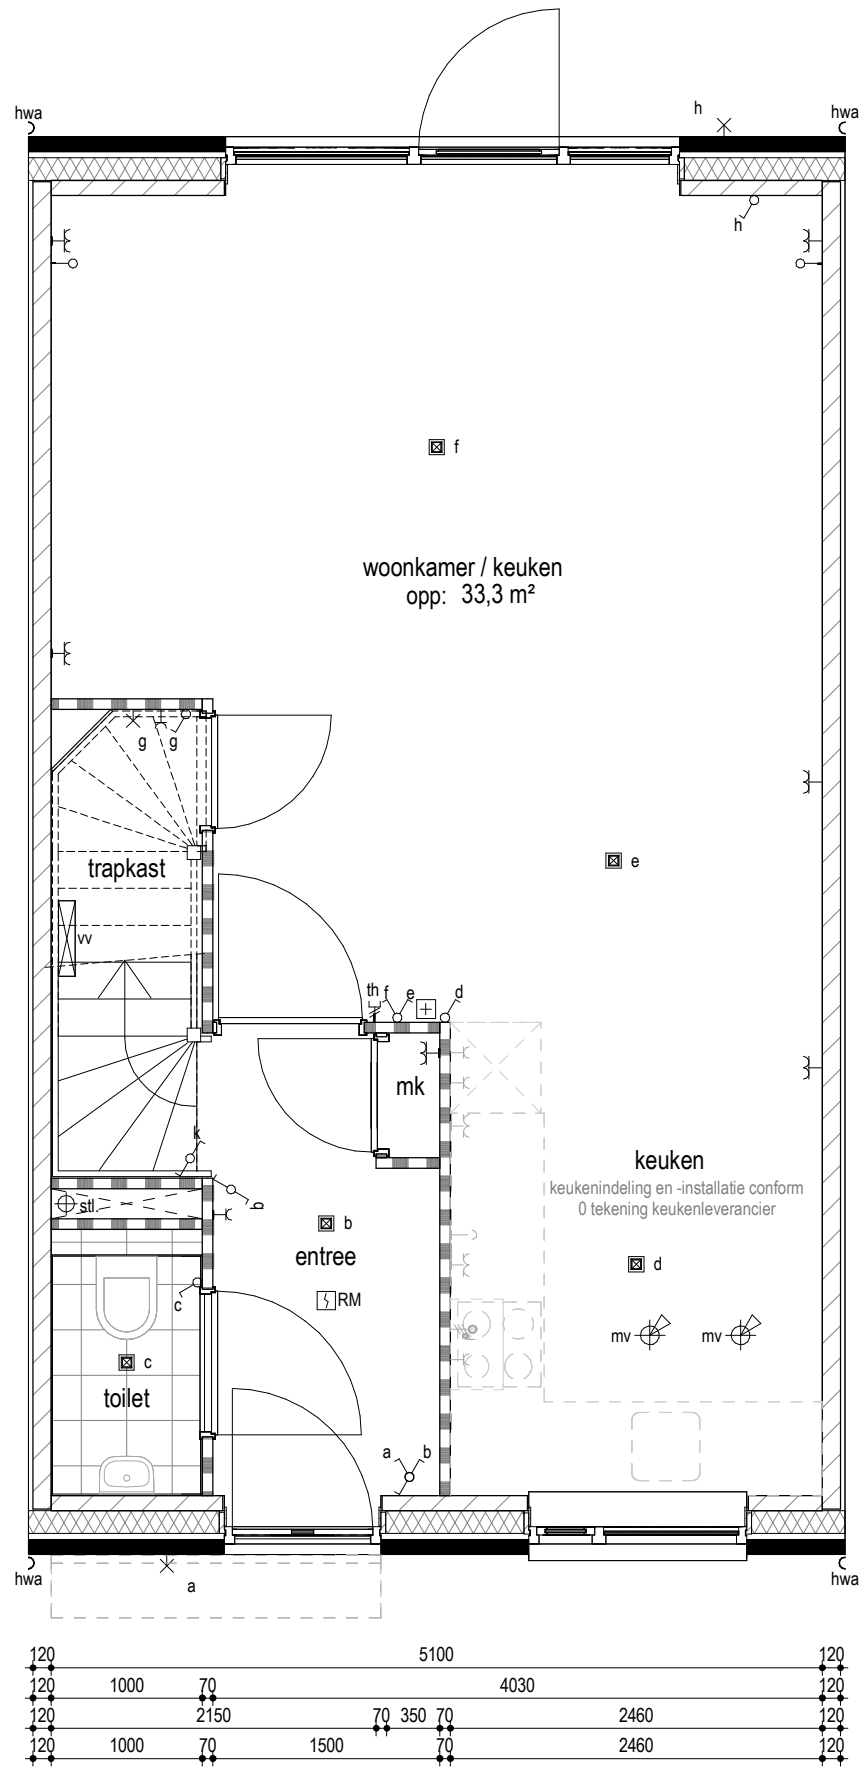 h
hwa
hwa
h
f
woonkamer / keuken
opp: 33,3 m²
g
g
e
trapkast
vv
th
f
e
d
mk
k
keuken
keukenindeling en -installatie conform
0 tekening keukenleverancier
b
stl.
b
entree
d
RM
c
mv
mv
c
toilet
a
b
hwa
hwa
a
120 5100 120
120 1000 70 4030 120
120 2150 70 350 70 2460 120
120 1000 70 1500 70 2460 120